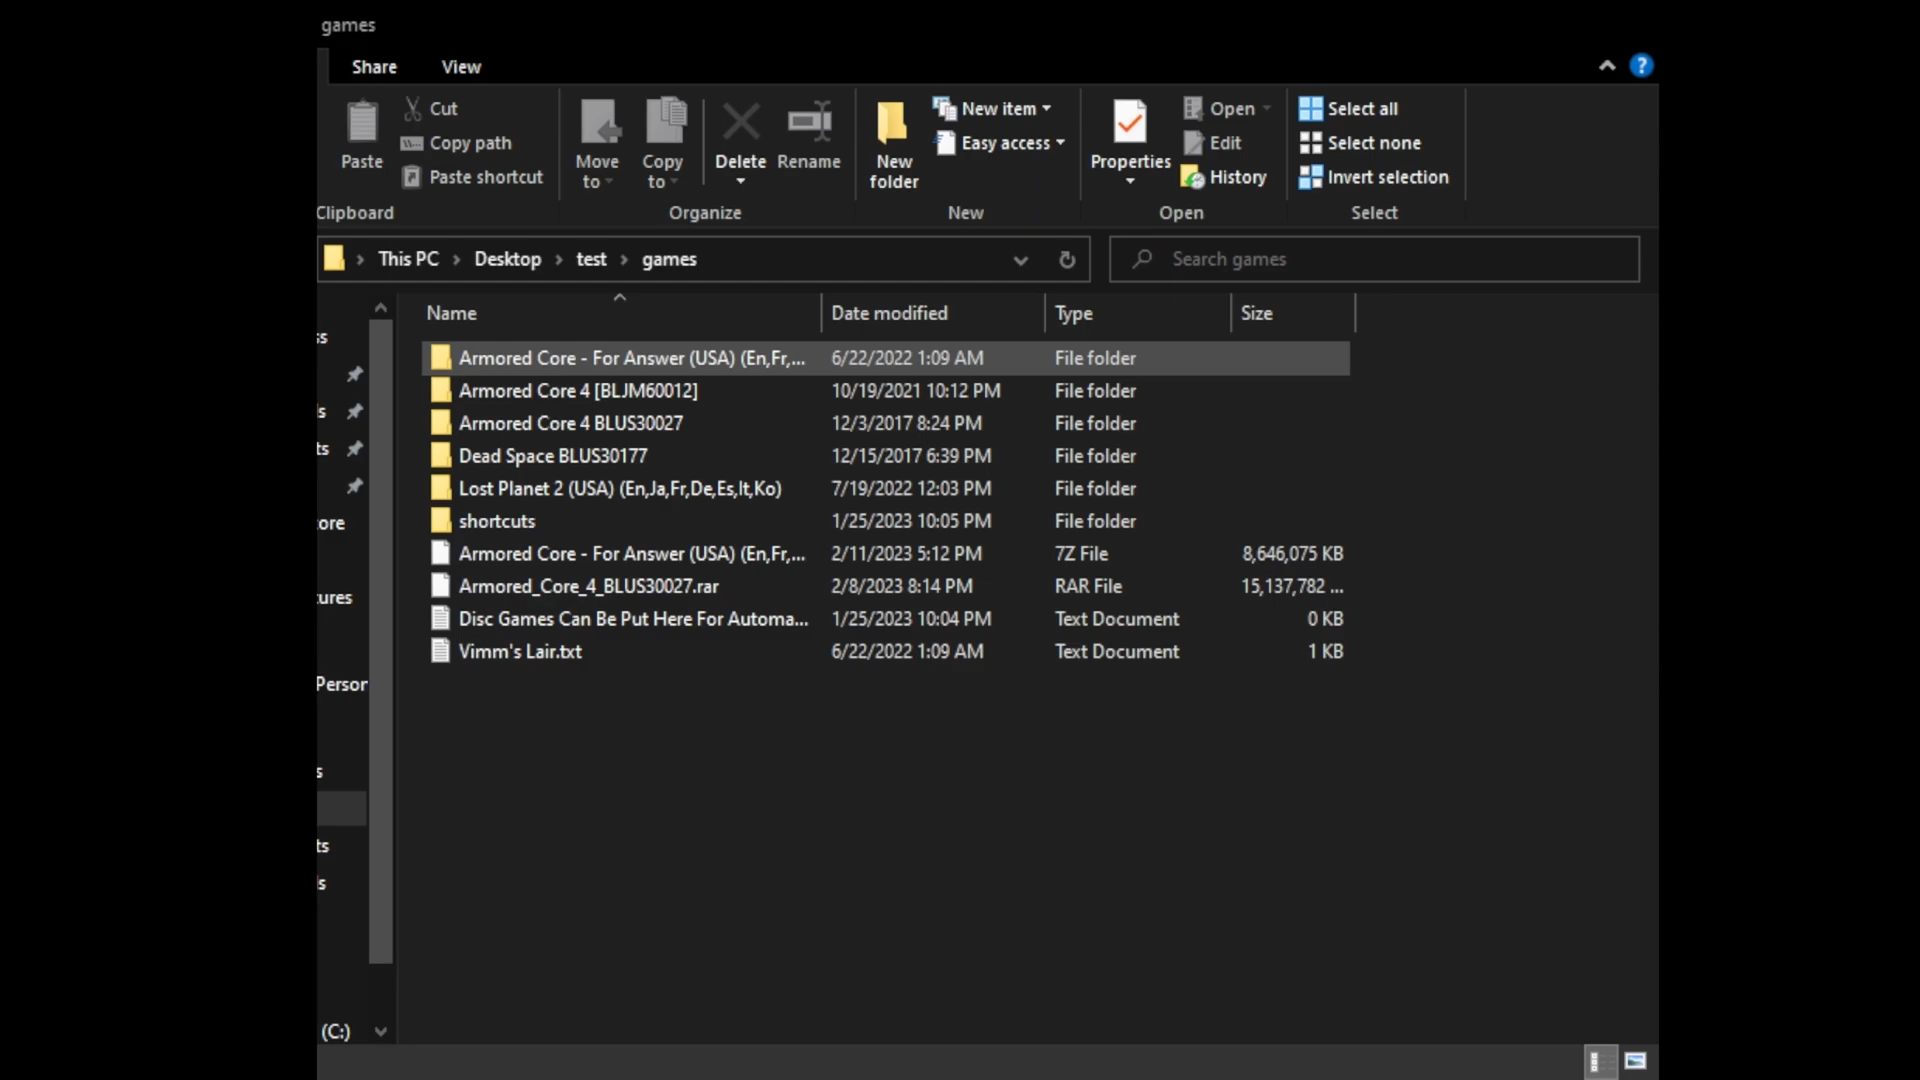 games
Share View
?
Paste
Cut
Copy path
Paste shortcut
Clipboard
Move to
Copy to
Delete
Rename
Organize
New folder
New item
Easy access
New
Properties
Open
Edit
History
Open
Select all
Select none
Invert selection
Select
This PC > Desktop > test > games
Search games
Name Date modified Type Size
Armored Core - For Answer (USA) (En,Fr,... 6/22/2022 1:09 AM File folder
Armored Core 4 [BLJM60012] 10/19/2021 10:12 PM File folder
Armored Core 4 BLUS30027 12/3/2017 8:24 PM File folder
Dead Space BLUS30177 12/15/2017 6:39 PM File folder
Lost Planet 2 (USA) (En,Ja,Fr,De,Es,It,Ko) 7/19/2022 12:03 PM File folder
shortcuts 1/25/2023 10:05 PM File folder
Armored Core - For Answer (USA) (En,Fr,... 2/11/2023 5:12 PM 7Z File 8,646,075 KB
Armored_Core_4_BLUS30027.rar 2/8/2023 8:14 PM RAR File 15,137,782 ...
Disc Games Can Be Put Here For Automa... 1/25/2023 10:04 PM Text Document 0 KB
Vimm's Lair.txt 6/22/2022 1:09 AM Text Document 1 KB
ss
s
ts
ore
ures
Person
s
ts
s
(C:)